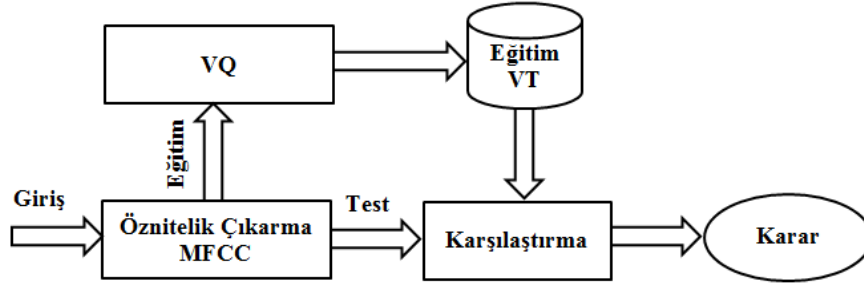 VQ
Eğitim
VT
Eğitim
Giriş
Öznitelik Çıkarma
MFCC
Test
Karşılaştırma
Karar